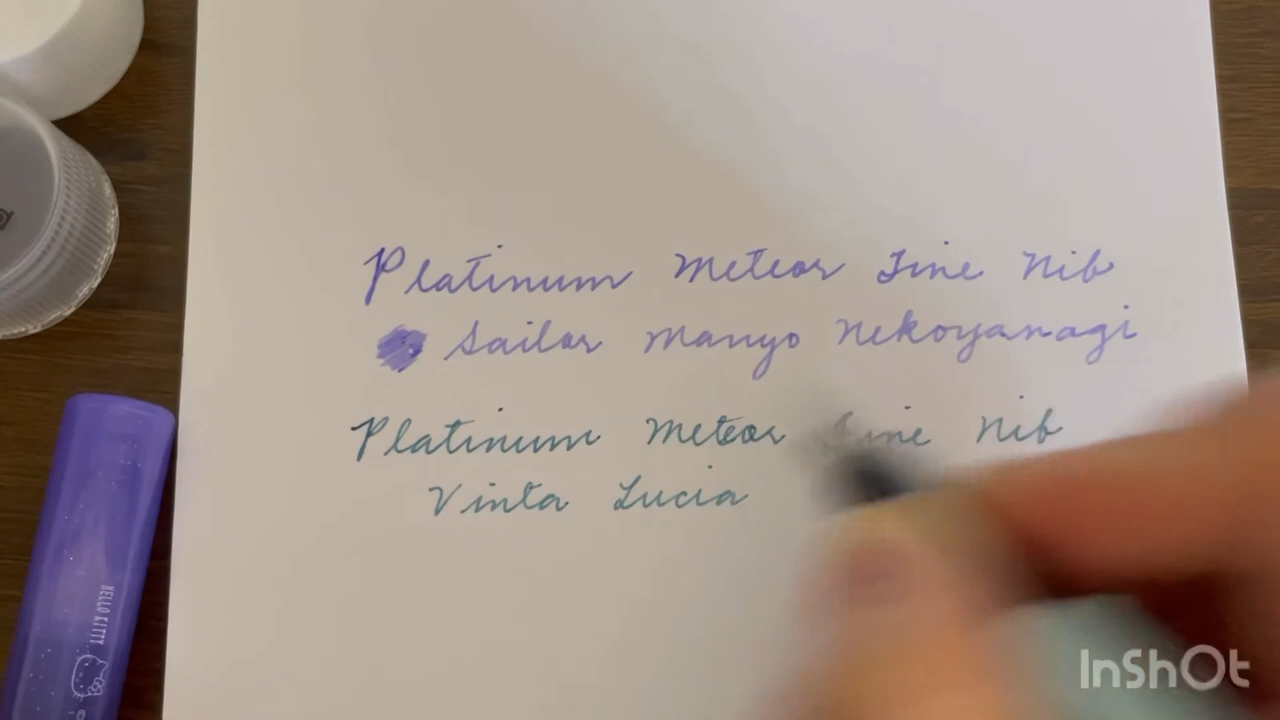 Platinum Meteor Fine Nib
Sailor Manyo Nekoyanagi
Platinum Meteor Fine Nib
Vinta Lucia
HELLO KITTY
InShOt